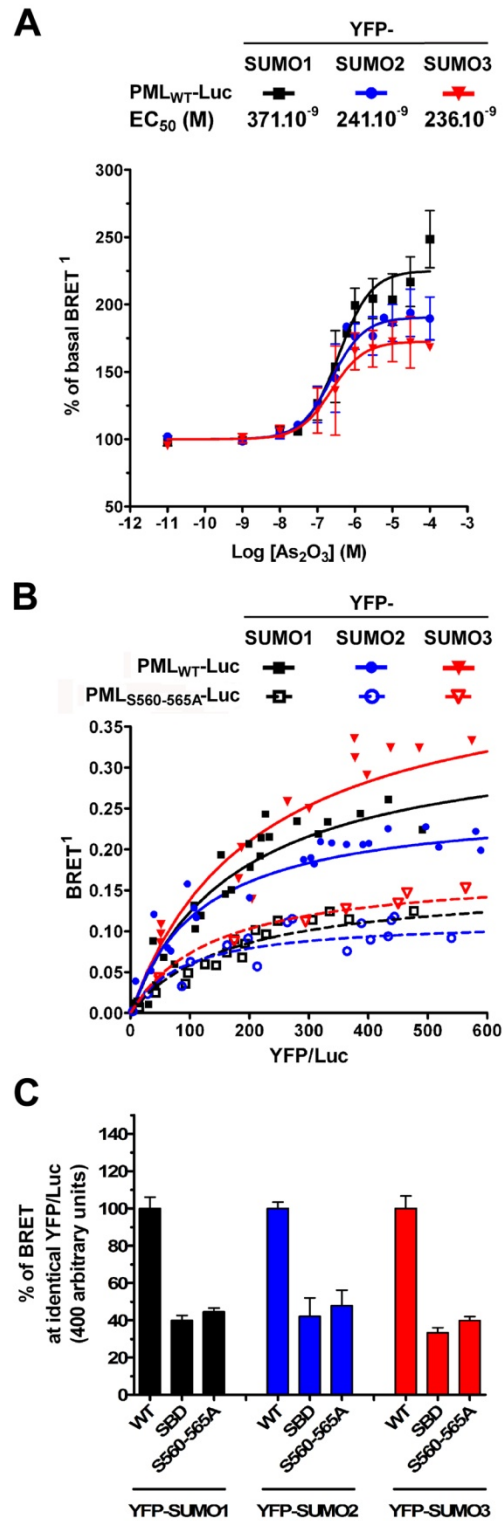 A
YFP-
SUMO1 SUMO2 SUMO3
PMLWT-Luc
EC50 (M) 371.10-9 241.10-9 236.10-9
300
250
200
150
100
50
% of basal BRET 1
-12 -11 -10 -9 -8 -7 -6 -5 -4 -3
Log [As2O3] (M)
B
YFP-
SUMO1 SUMO2 SUMO3
PMLWT-Luc
PMLS560-565A-Luc
0.35
0.30
0.25
0.20
0.15
0.10
0.05
0.00
BRET1
0 100 200 300 400 500 600
YFP/Luc
C
% of BRET
at identical YFP/Luc
(400 arbitrary units)
140
120
100
80
60
40
20
0
WT SBD S560-565A WT SBD S560-565A WT SBD S560-565A
YFP-SUMO1 YFP-SUMO2 YFP-SUMO3